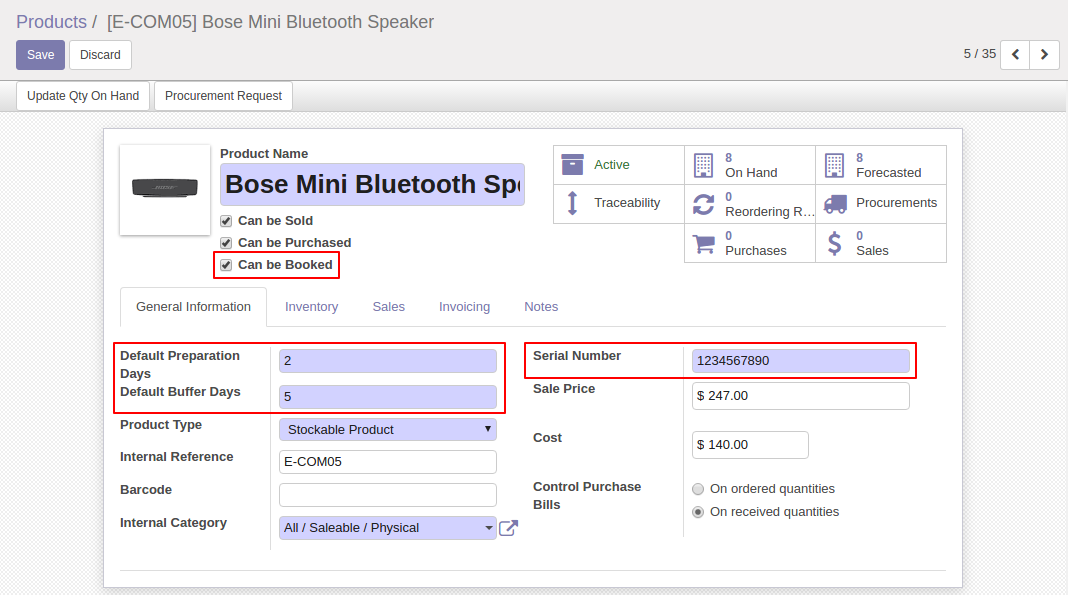 Products / [E-COM05] Bose Mini Bluetooth Speaker
Save Discard
5 / 35
Update Qty On Hand Procurement Request
Product Name
Bose Mini Bluetooth Spe
Can be Sold
Can be Purchased
Can be Booked
Active
8
On Hand
8
Forecasted
Traceability
0
Reordering R...
Procurements
0
Purchases
0
Sales
General Information Inventory Sales Invoicing Notes
Default Preparation
Days
2
Default Buffer Days
5
Product Type
Stockable Product
Internal Reference
E-COM05
Barcode
Internal Category
All / Saleable / Physical
Serial Number
1234567890
Sale Price
$ 247.00
Cost
$ 140.00
Control Purchase
Bills
On ordered quantities
On received quantities